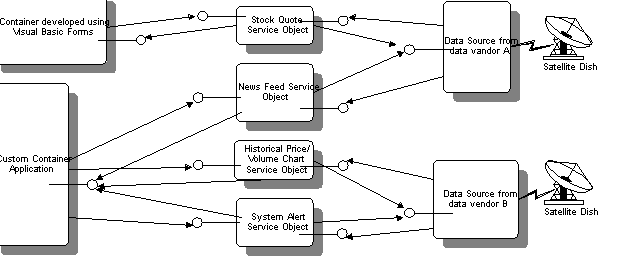 Container developed using
Visual Basic Forms
Stock Quote
Service Object
Data Source from
data vandor A
Satellite Dish
News Feed Service
Object
Custom Container
Application
Historical Price/
Volume Chart
Service Object
System Alert
Service Object
Data Source from
data vendor B
Satellite Dish